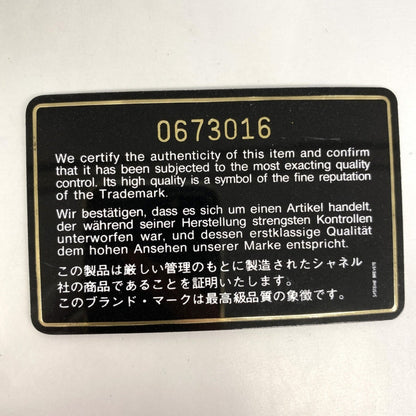 0673016
We certify the authenticity of this item and confirm
that it has been subjected to the most exacting quality
control. Its high quality is a symbol of the fine reputation
of the Trademark.
Wir bestätigen, dass es sich um einen Artikel handelt,
der während seiner Herstellung strengsten Kontrollen
unterworfen war, und dessen erstklassige Qualität
dem hohen Ansehen unserer Marke entspricht.
この製品は厳しい管理のもとに製造されたシャネル
社の商品であることを証明いたします。
このブランド・マークは最高級品質の象徴です。